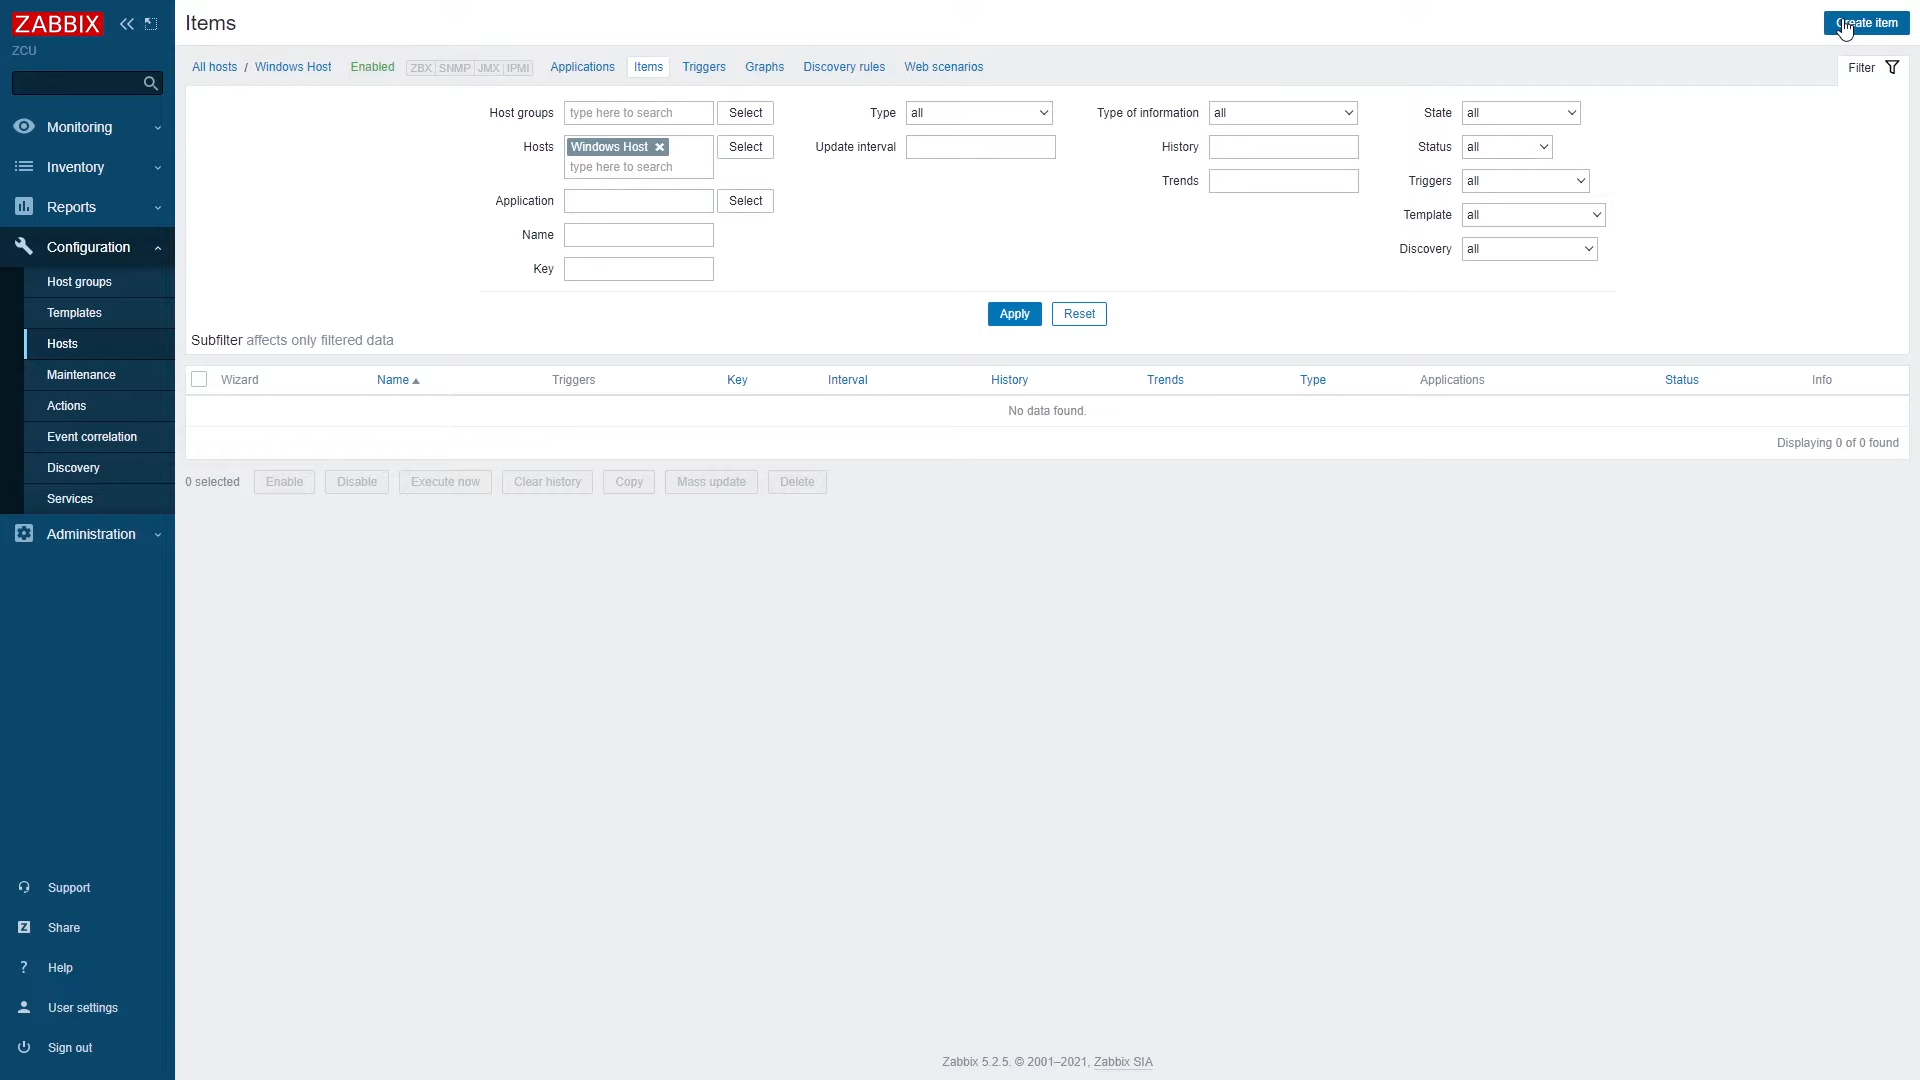 ZABBIX
ZCU
Monitoring
Inventory
Reports
Configuration
Host groups
Templates
Hosts
Maintenance
Actions
Event correlation
Discovery
Services
Administration
Support
Share
Help
User settings
Sign out
Items
Create item
All hosts / Windows Host Enabled ZBX SNMP JMX IPMI Applications Items Triggers Graphs Discovery rules Web scenarios
Filter
Host groups type here to search Select Type all Type of information all State all
Hosts Windows Host type here to search Select Update interval History Status all
Trends Triggers all
Application Select Template all
Name
Discovery all
Key
Apply Reset
Subfilter affects only filtered data
Wizard Name Triggers Key Interval History Trends Type Applications Status Info
No data found.
Displaying 0 of 0 found
0 selected Enable Disable Execute now Clear history Copy Mass update Delete
Zabbix 5.2.5. © 2001–2021, Zabbix SIA